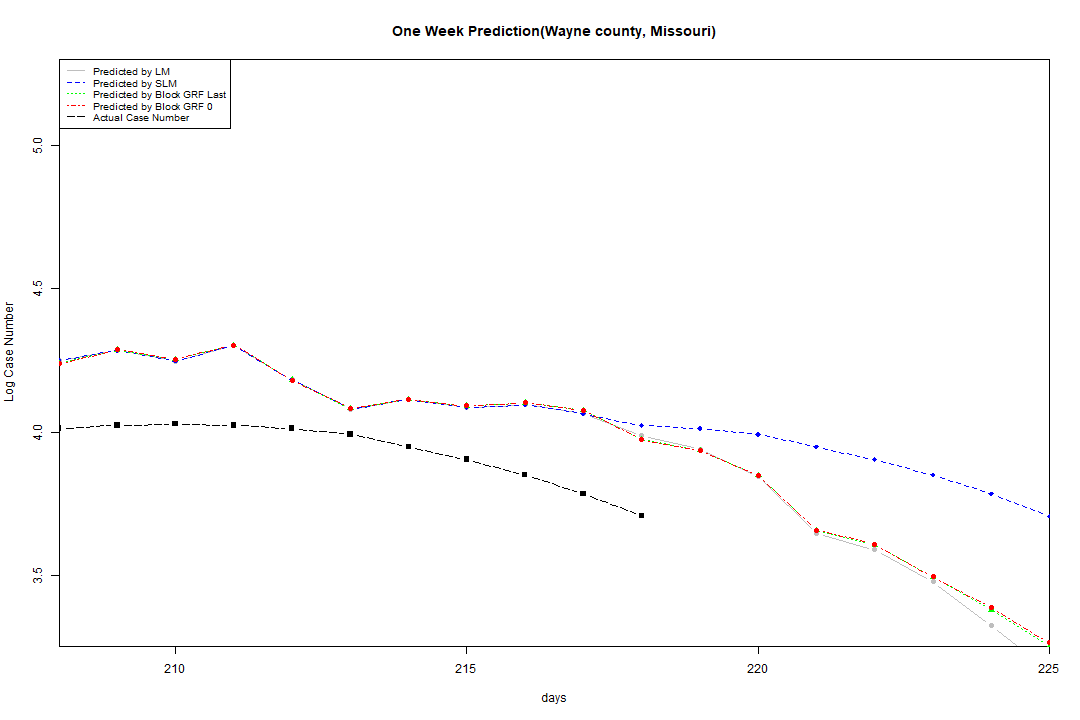 One Week Prediction(Wayne county, Missouri)
Predicted by LM
Predicted by SLM
Predicted by Block GRF Last
Predicted by Block GRF 0
Actual Case Number
5.0
4.5
4.0
3.5
Log Case Number
210
215
220
225
days